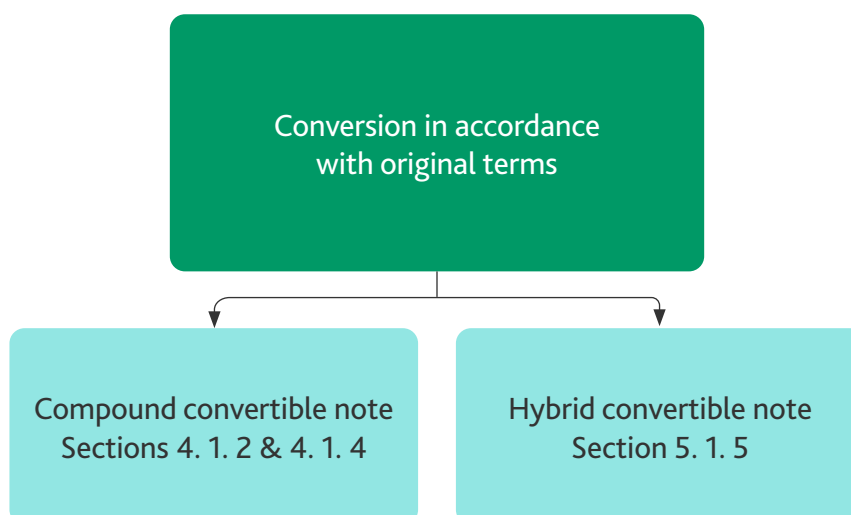 Conversion in accordance
with original terms
Compound convertible note
Sections 4. 1. 2 & 4. 1. 4
Hybrid convertible note
Section 5. 1. 5